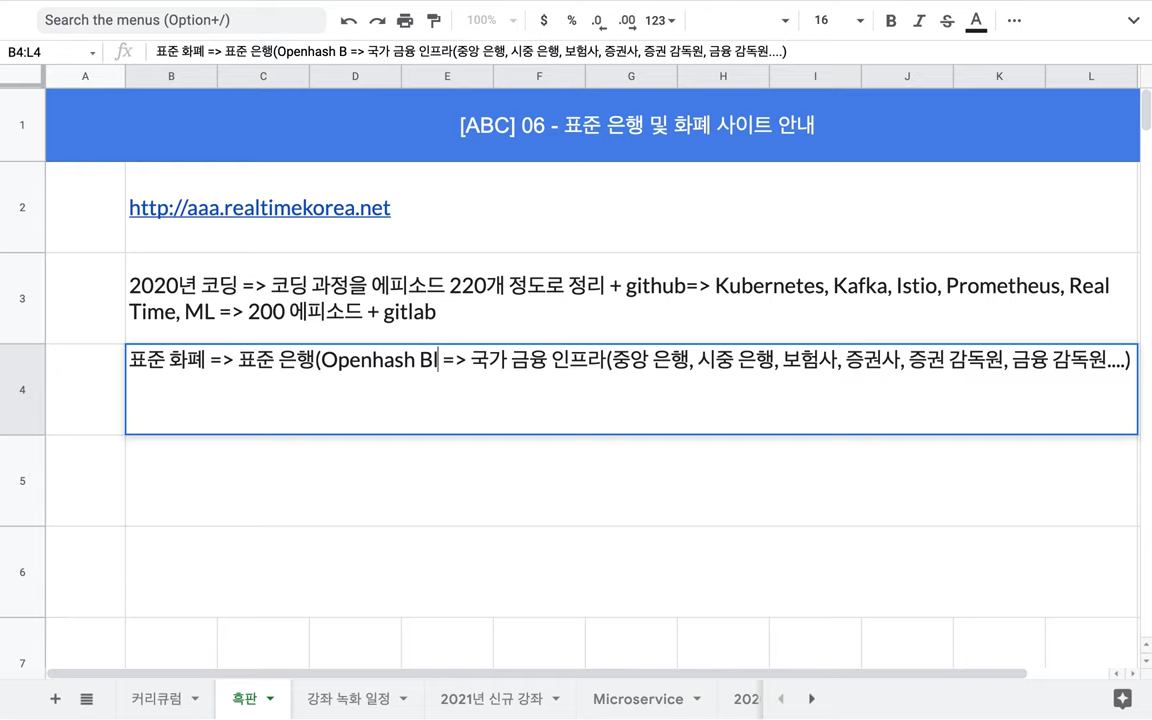 Search the menus (Option+/)
100%
$ % .0 .00 123
16
B I S A
B4:L4
fx
표준 화폐 => 표준 은행(Openhash B => 국가 금융 인프라(중앙 은행, 시중 은행, 보험사, 증권사, 증권 감독원, 금융 감독원....)
A B C D E F G H I J K L
1
[ABC] 06 - 표준 은행 및 화폐 사이트 안내
2
http://aaa.realtimekorea.net
3
2020년 코딩 => 코딩 과정을 에피소드 220개 정도로 정리 + github=> Kubernetes, Kafka, Istio, Prometheus, Real
Time, ML => 200 에피소드 + gitlab
4
표준 화폐 => 표준 은행(Openhash Bl => 국가 금융 인프라(중앙 은행, 시중 은행, 보험사, 증권사, 증권 감독원, 금융 감독원....)
5
6
7
커리큐럼 흑판 강좌 녹화 일정 2021년 신규 강좌 Microservice 202